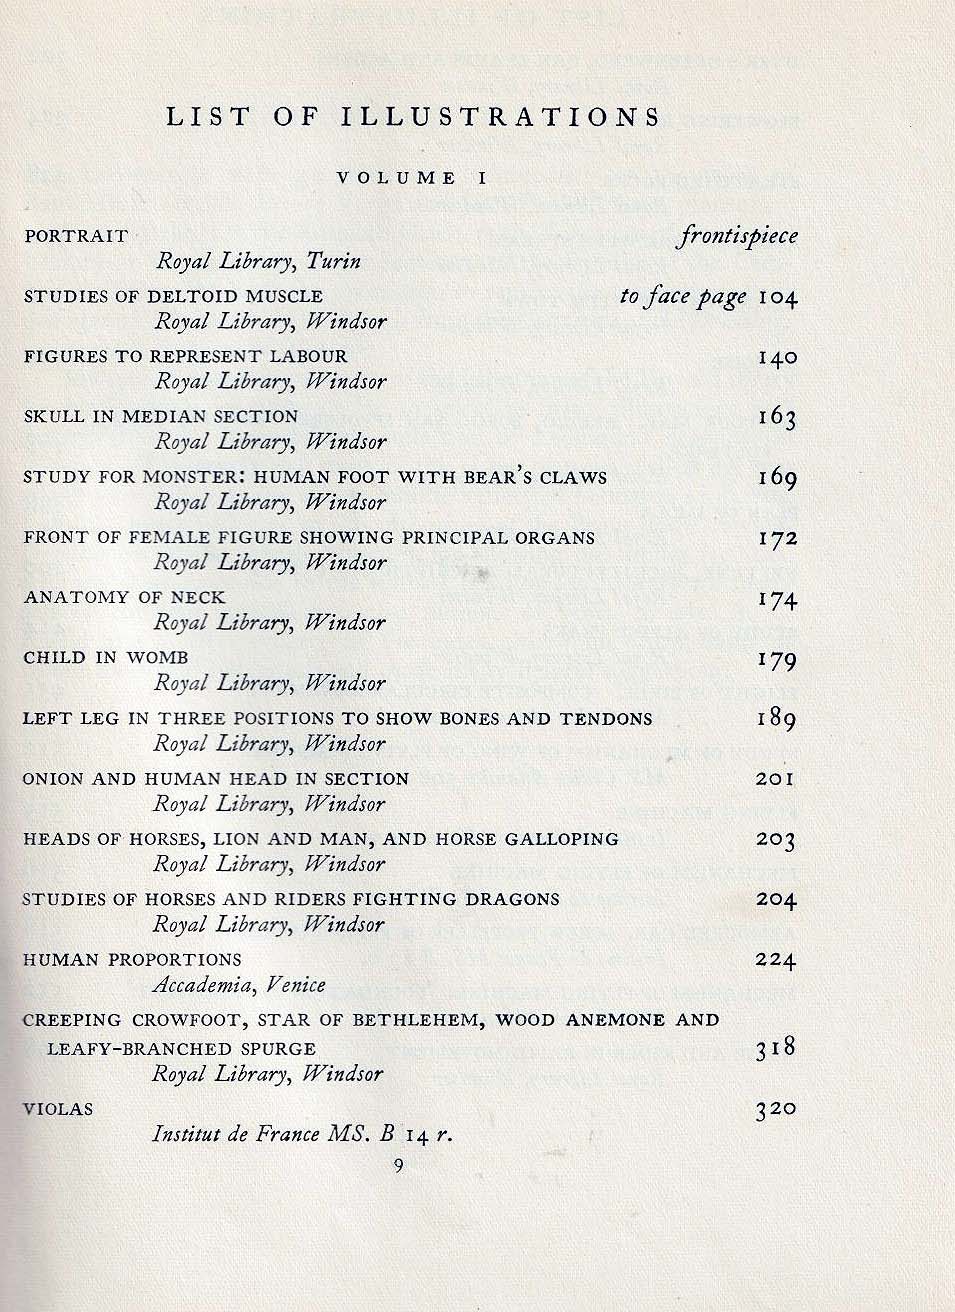 LIST OF ILLUSTRATIONS
VOLUME I
PORTRAIT frontispiece
Royal Library, Turin
STUDIES OF DELTOID MUSCLE to face page 104
Royal Library, Windsor
FIGURES TO REPRESENT LABOUR 140
Royal Library, Windsor
SKULL IN MEDIAN SECTION 163
Royal Library, Windsor
STUDY FOR MONSTER: HUMAN FOOT WITH BEAR'S CLAWS 169
Royal Library, Windsor
FRONT OF FEMALE FIGURE SHOWING PRINCIPAL ORGANS 172
Royal Library, Windsor
ANATOMY OF NECK 174
Royal Library, Windsor
CHILD IN WOMB 179
Royal Library, Windsor
LEFT LEG IN THREE POSITIONS TO SHOW BONES AND TENDONS 189
Royal Library, Windsor
ONION AND HUMAN HEAD IN SECTION 201
Royal Library, Windsor
HEADS OF HORSES, LION AND MAN, AND HORSE GALLOPING 203
Royal Library, Windsor
STUDIES OF HORSES AND RIDERS FIGHTING DRAGONS 204
Royal Library, Windsor
HUMAN PROPORTIONS 224
Accademia, Venice
CREEPING CROWFOOT, STAR OF BETHLEHEM, WOOD ANEMONE AND
LEAFY-BRANCHED SPURGE 318
Royal Library, Windsor
VIOLAS 320
Institut de France MS. B 14 r.
9